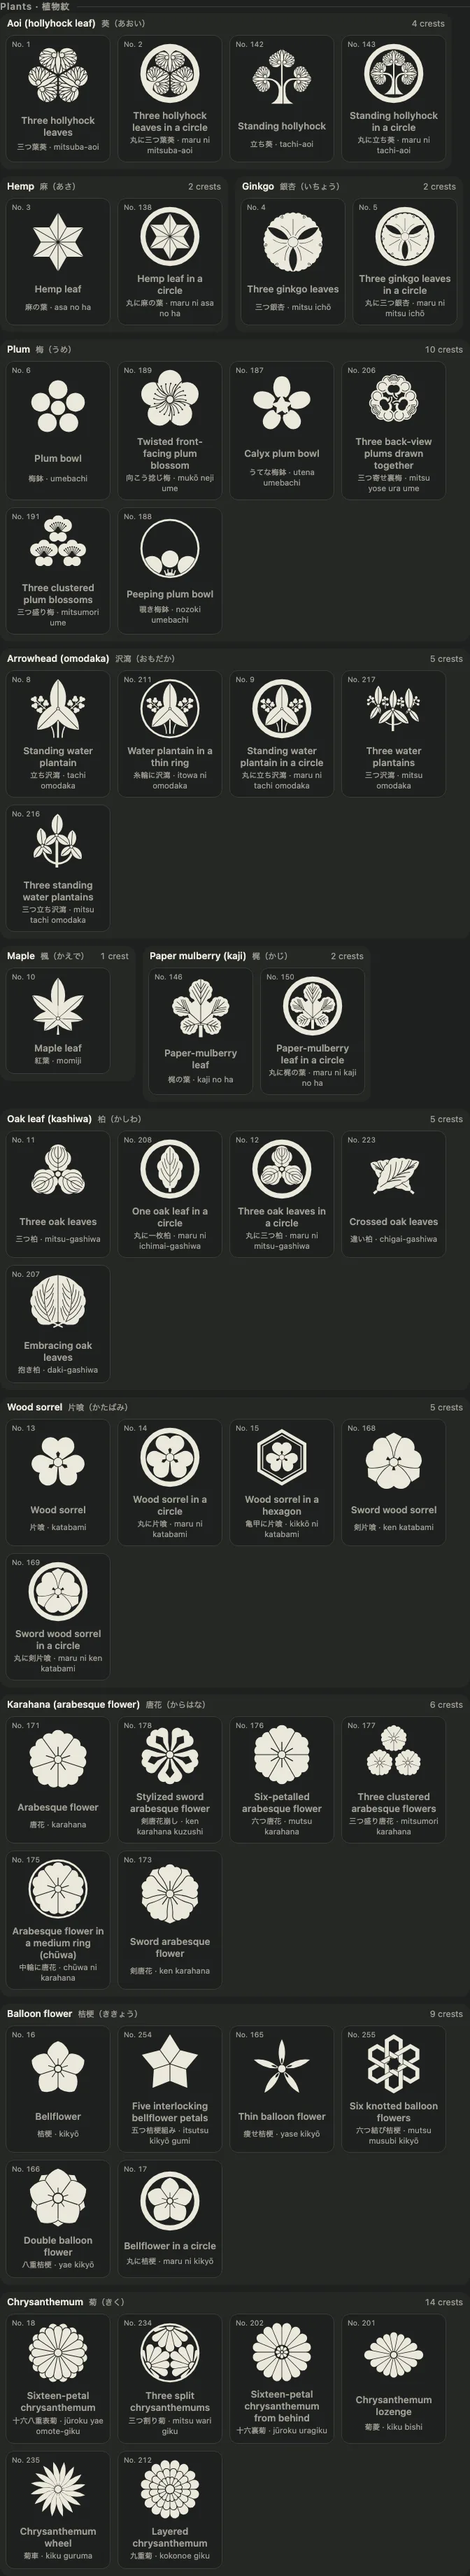 Plants · 植物紋
Aoi (hollyhock leaf) 葵（あおい） 4 crests
No. 1
Three hollyhock
leaves
三つ葉葵 · mitsuba-aoi
No. 2
Three hollyhock
leaves in a circle
丸に三つ葉葵 · maru ni
mitsuba-aoi
No. 142
Standing hollyhock
立ち葵 · tachi-aoi
No. 143
Standing hollyhock
in a circle
丸に立ち葵 · maru ni
tachi-aoi
Hemp 麻（あさ） 2 crests
No. 3
Hemp leaf
麻の葉 · asa no ha
No. 138
Hemp leaf in a
circle
丸に麻の葉 · maru ni asa
no ha
Ginkgo 銀杏（いちょう） 2 crests
No. 4
Three ginkgo leaves
三つ銀杏 · mitsu ichō
No. 5
Three ginkgo leaves
in a circle
丸に三つ銀杏 · maru ni
mitsu ichō
Plum 梅（うめ） 10 crests
No. 6
Plum bowl
梅鉢 · umebachi
No. 189
Twisted front-
facing plum
blossom
向こう捻じ梅 · mukō neji
ume
No. 187
Calyx plum bowl
うてな梅鉢 · utena
umebachi
No. 206
Three back-view
plums drawn
together
三つ寄せ裏梅 · mitsu
yose ura ume
No. 191
Three clustered
plum blossoms
三つ盛り梅 · mitsumori
ume
No. 188
Peeping plum bowl
覗き梅鉢 · nozoki
umebachi
Arrowhead (omodaka) 沢瀉（おもだか） 5 crests
No. 8
Standing water
plantain
立ち沢瀉 · tachi
omodaka
No. 211
Water plantain in a
thin ring
糸輪に沢瀉 · itowa ni
omodaka
No. 9
Standing water
plantain in a circle
丸に立ち沢瀉 · maru ni
tachi omodaka
No. 217
Three water
plantains
三つ沢瀉 · mitsu
omodaka
No. 216
Three standing
water plantains
三つ立ち沢瀉 · mitsu
tachi omodaka
Maple 楓（かえで） 1 crest
No. 10
Maple leaf
紅葉 · momiji
Paper mulberry (kaji) 梶（かじ） 2 crests
No. 146
Paper-mulberry
leaf
梶の葉 · kaji no ha
No. 150
Paper-mulberry
leaf in a circle
丸に梶の葉 · maru ni kaji
no ha
Oak leaf (kashiwa) 柏（かしわ） 5 crests
No. 11
Three oak leaves
三つ柏 · mitsu-gashiwa
No. 208
One oak leaf in a
circle
丸に一枚柏 · maru ni
ichimai-gashiwa
No. 12
Three oak leaves in
a circle
丸に三つ柏 · maru ni
mitsu-gashiwa
No. 223
Crossed oak leaves
違い柏 · chigai-gashiwa
No. 207
Embracing oak
leaves
抱き柏 · daki-gashiwa
Wood sorrel 片喰（かたばみ） 5 crests
No. 13
Wood sorrel
片喰 · katabami
No. 14
Wood sorrel in a
circle
丸に片喰 · maru ni
katabami
No. 15
Wood sorrel in a
hexagon
亀甲に片喰 · kikkō ni
katabami
No. 168
Sword wood sorrel
剣片喰 · ken katabami
No. 169
Sword wood sorrel
in a circle
丸に剣片喰 · maru ni ken
katabami
Karahana (arabesque flower) 唐花（からはな） 6 crests
No. 171
Arabesque flower
唐花 · karahana
No. 178
Stylized sword
arabesque flower
剣唐花崩し · ken
karahana kuzushi
No. 176
Six-petalled
arabesque flower
六つ唐花 · mutsu
karahana
No. 177
Three clustered
arabesque flowers
三つ盛り唐花 · mitsumori
karahana
No. 175
Arabesque flower in
a medium ring
(chūwa)
中輪に唐花 · chūwa ni
karahana
No. 173
Sword arabesque
flower
剣唐花 · ken karahana
Balloon flower 桔梗（ききょう） 9 crests
No. 16
Bellflower
桔梗 · kikyō
No. 254
Five interlocking
bellflower petals
五つ桔梗組み · itsutsu
kikyō gumi
No. 165
Thin balloon flower
痩せ桔梗 · yase kikyō
No. 255
Six knotted balloon
flowers
六つ結び桔梗 · mutsu
musubi kikyō
No. 166
Double balloon
flower
八重桔梗 · yae kikyō
No. 17
Bellflower in a circle
丸に桔梗 · maru ni kikyō
Chrysanthemum 菊（きく） 14 crests
No. 18
Sixteen-petal
chrysanthemum
十六八重表菊 · jūroku yae
omote-giku
No. 234
Three split
chrysanthemums
三つ割り菊 · mitsu wari
giku
No. 202
Sixteen-petal
chrysanthemum
from behind
十六裏菊 · jūroku uragiku
No. 201
Chrysanthemum
lozenge
菊菱 · kiku bishi
No. 235
Chrysanthemum
wheel
菊車 · kiku guruma
No. 212
Layered
chrysanthemum
九重菊 · kokonoe giku